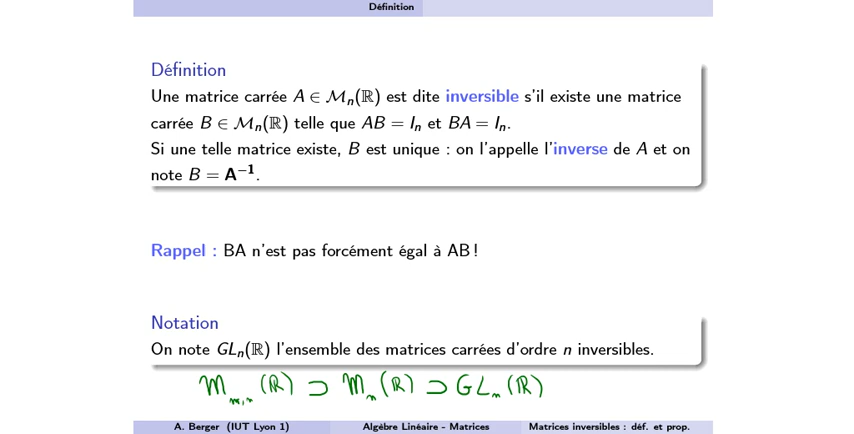 Définition
Définition
Une matrice carrée A ∈ ℳₙ(ℝ) est dite inversible s'il existe une matrice
carrée B ∈ ℳₙ(ℝ) telle que AB = Iₙ et BA = Iₙ.
Si une telle matrice existe, B est unique : on l'appelle l'inverse de A et on
note B = A⁻¹.
Rappel : BA n'est pas forcément égal à AB !
Notation
On note GLₙ(ℝ) l'ensemble des matrices carrées d'ordre n inversibles.
M_{m,n} (ℝ) ⊃ Mₙ (ℝ) ⊃ GLₙ (ℝ)
A. Berger (IUT Lyon 1) Algèbre Linéaire - Matrices Matrices inversibles : déf. et prop.